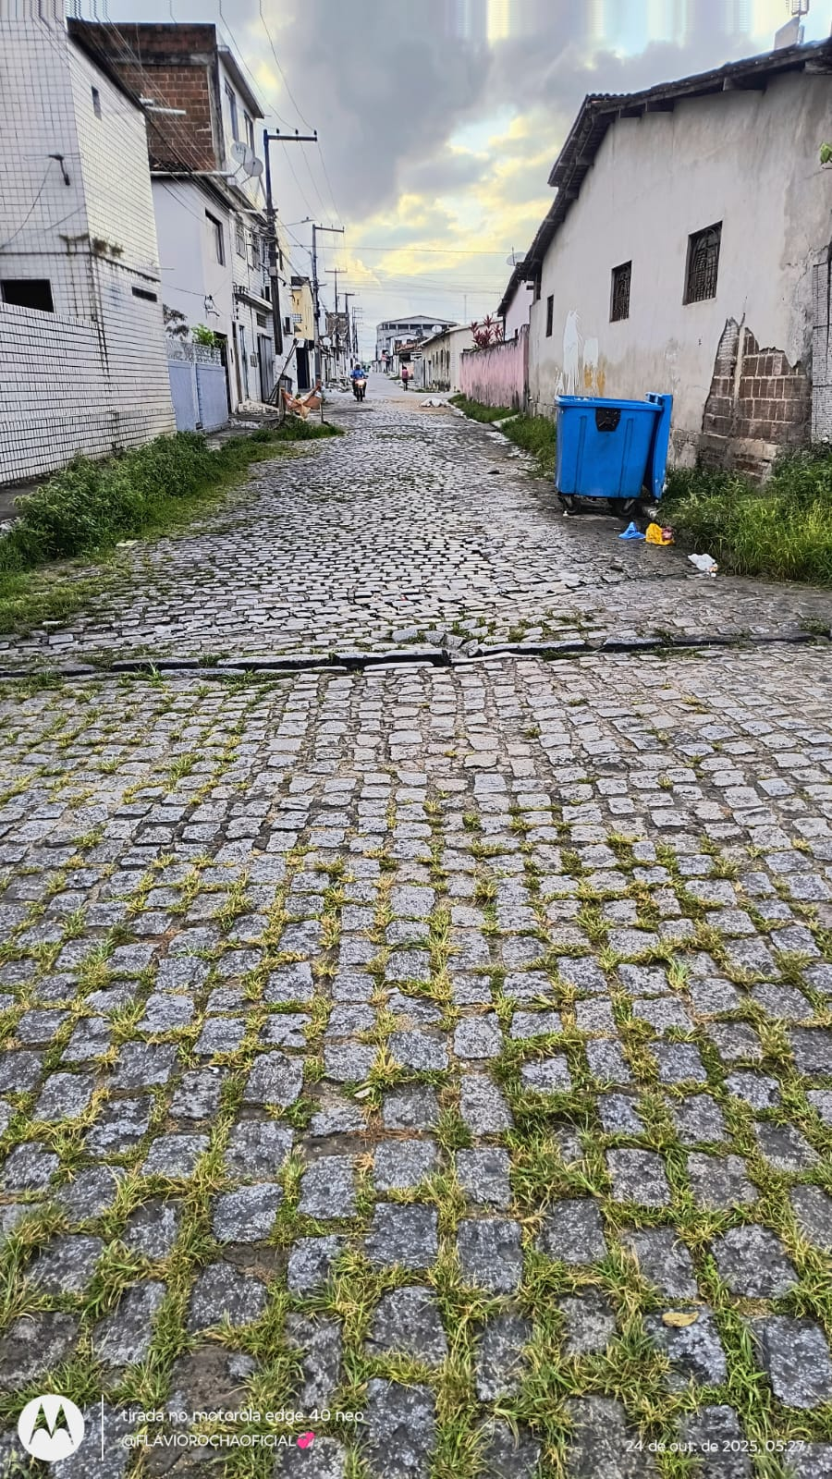 tirada no motorola edge 40 neo
@FLAVIOROCHAOFICIAL💞
24 de out. de 2025, 05:27